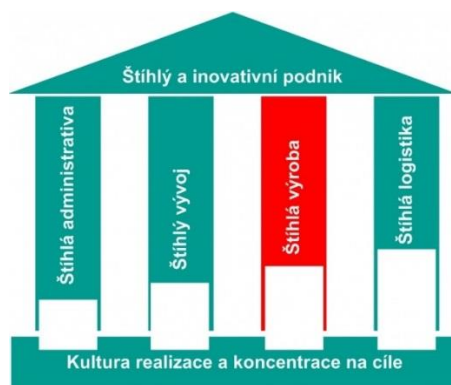 Štíhlý a inovativní podnik
Štíhlá administrativa
Štíhlý vývoj
Štíhlá výroba
Štíhlá logistika
Kultura realizace a koncentrace na cíle